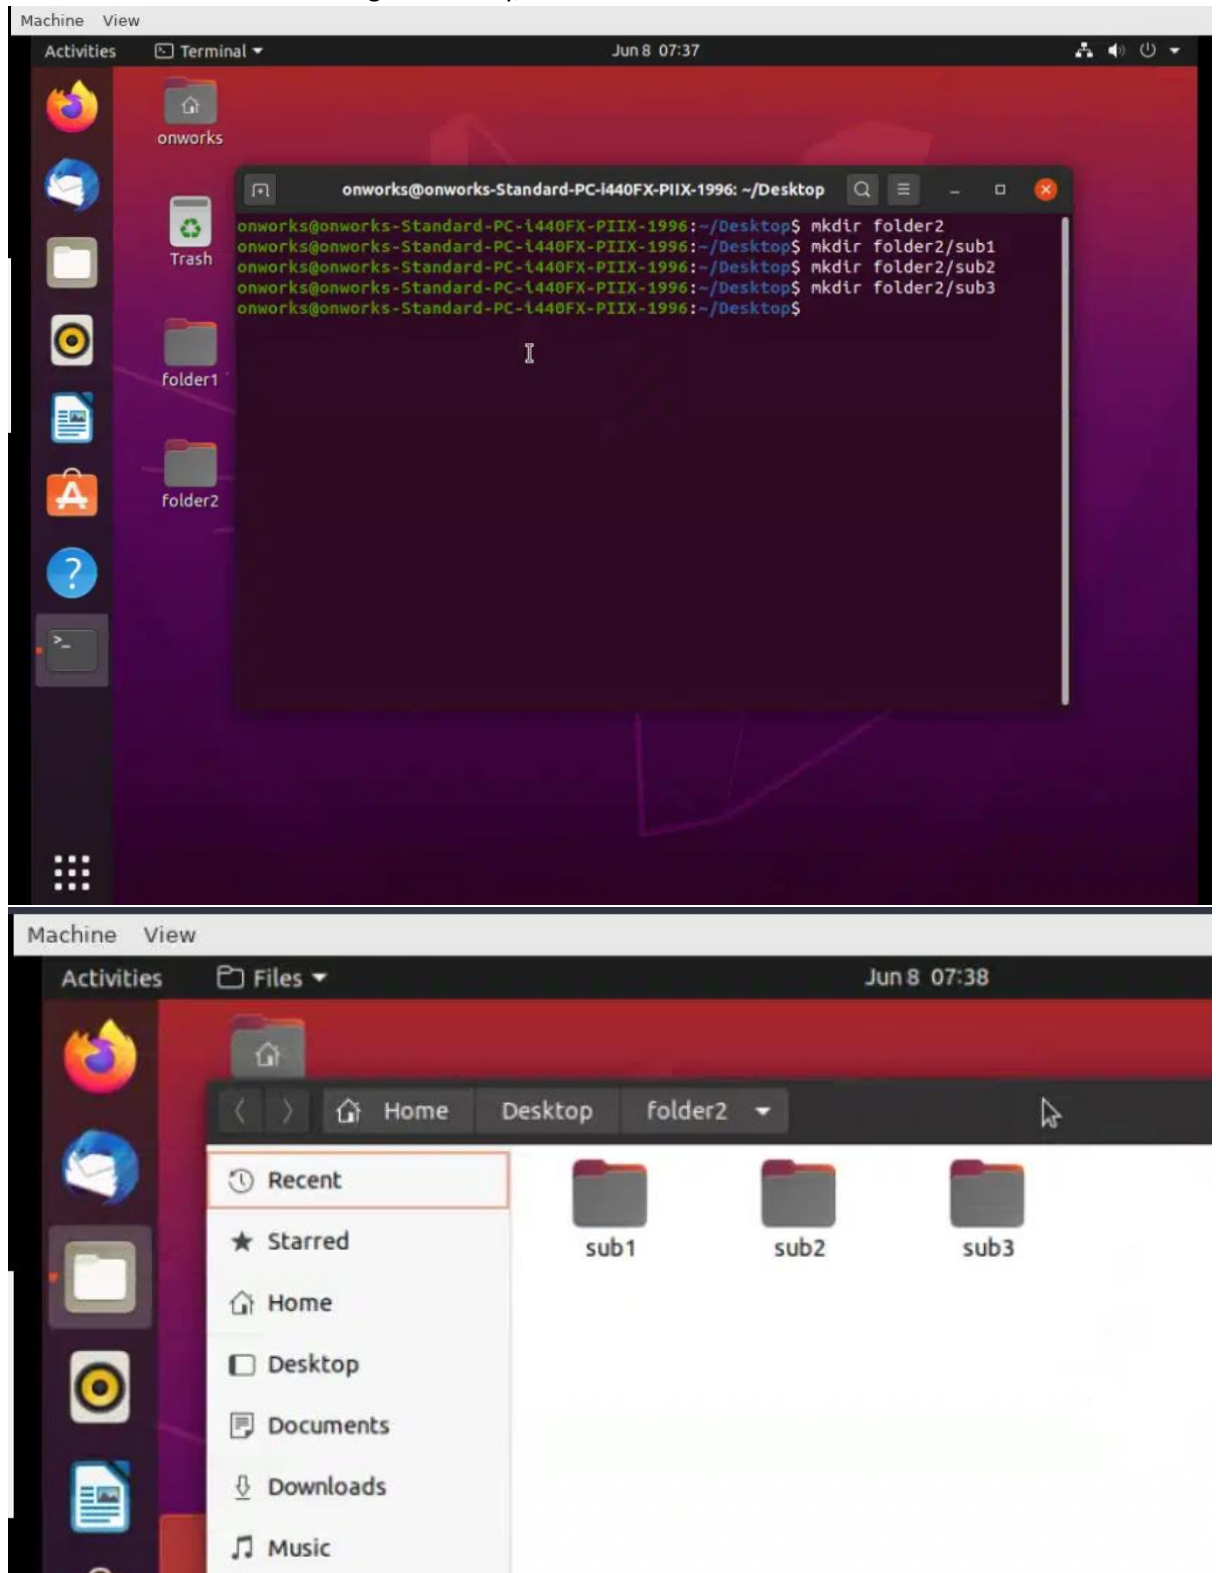 Machine View
Activities Terminal Jun 8 07:37
onworks
Trash
folder1
folder2
onworks@onworks-Standard-PC-i440FX-PIIX-1996: ~/Desktop
onworks@onworks-Standard-PC-i440FX-PIIX-1996:~/Desktop$ mkdir folder2
onworks@onworks-Standard-PC-i440FX-PIIX-1996:~/Desktop$ mkdir folder2/sub1
onworks@onworks-Standard-PC-i440FX-PIIX-1996:~/Desktop$ mkdir folder2/sub2
onworks@onworks-Standard-PC-i440FX-PIIX-1996:~/Desktop$ mkdir folder2/sub3
onworks@onworks-Standard-PC-i440FX-PIIX-1996:~/Desktop$
Machine View
Activities Files Jun 8 07:38
Home Desktop folder2
Recent
Starred
Home
Desktop
Documents
Downloads
Music
sub1 sub2 sub3